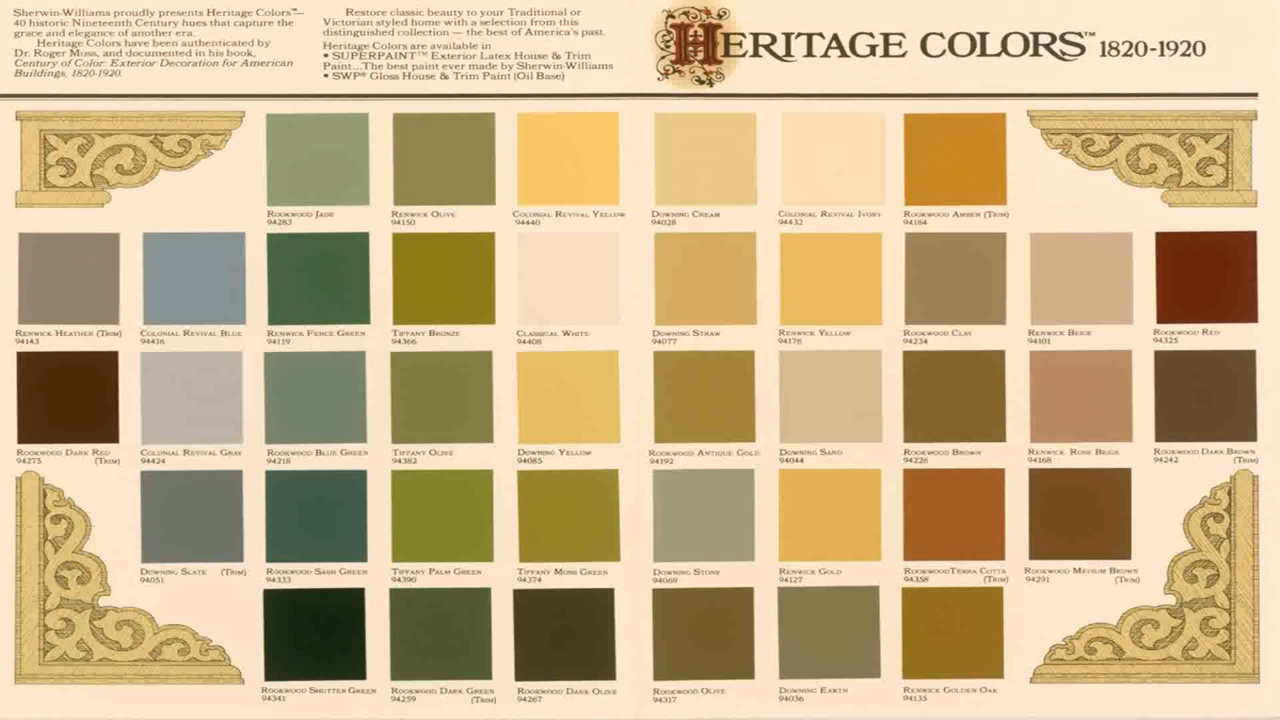 Sherwin-Williams proudly presents Heritage Colors™—
40 historic Nineteenth Century hues that capture the
grace and elegance of another era.
Heritage Colors have been authenticated by
Dr. Roger Moss, and documented in his book,
Century of Color: Exterior Decoration for American
Buildings, 1820-1920.
Restore classic beauty to your Traditional or
Victorian styled home with a selection from this
distinguished collection — the best of America's past.
Heritage Colors are available in
• SUPERPAINT™ Exterior Latex House & Trim
Paint...The best paint ever made by Sherwin-Williams
• SWP® Gloss House & Trim Paint (Oil Base)
HERITAGE COLORS™ 1820-1920
Rookwood Jade
94283
Renwick Olive
94150
Colonial Revival Yellow
94440
Downing Cream
94028
Colonial Revival Ivory
94432
Rookwood Amber (Trim)
94184
Renwick Heather (Trim)
94143
Colonial Revival Blue
94416
Renwick Fence Green
94119
Tiffany Bronze
94366
Classical White
94408
Downing Straw
94077
Renwick Yellow
94176
Rookwood Clay
94234
Renwick Beige
94101
Rookwood Red
94325
Rookwood Dark Red
94275 (Trim)
Colonial Revival Gray
94424
Rookwood Blue Green
94218
Tiffany Olive
94382
Downing Yellow
94085
Rookwood Antique Gold
94192
Downing Sand
94044
Rookwood Brown
94226
Renwick Rose Beige
94168
Rookwood Dark Brown
94242 (Trim)
Downing Slate (Trim)
94051
Rookwood Sash Green
94333
Tiffany Palm Green
94390
Tiffany Moss Green
94374
Downing Stone
94069
Renwick Gold
94127
Rookwood Terra Cotta
94358 (Trim)
Rookwood Medium Brown
94291 (Trim)
Rookwood Shutter Green
94341
Rookwood Dark Green
94259 (Trim)
Rookwood Dark Olive
94267
Rookwood Olive
94317
Downing Earth
94036
Renwick Golden Oak
94135